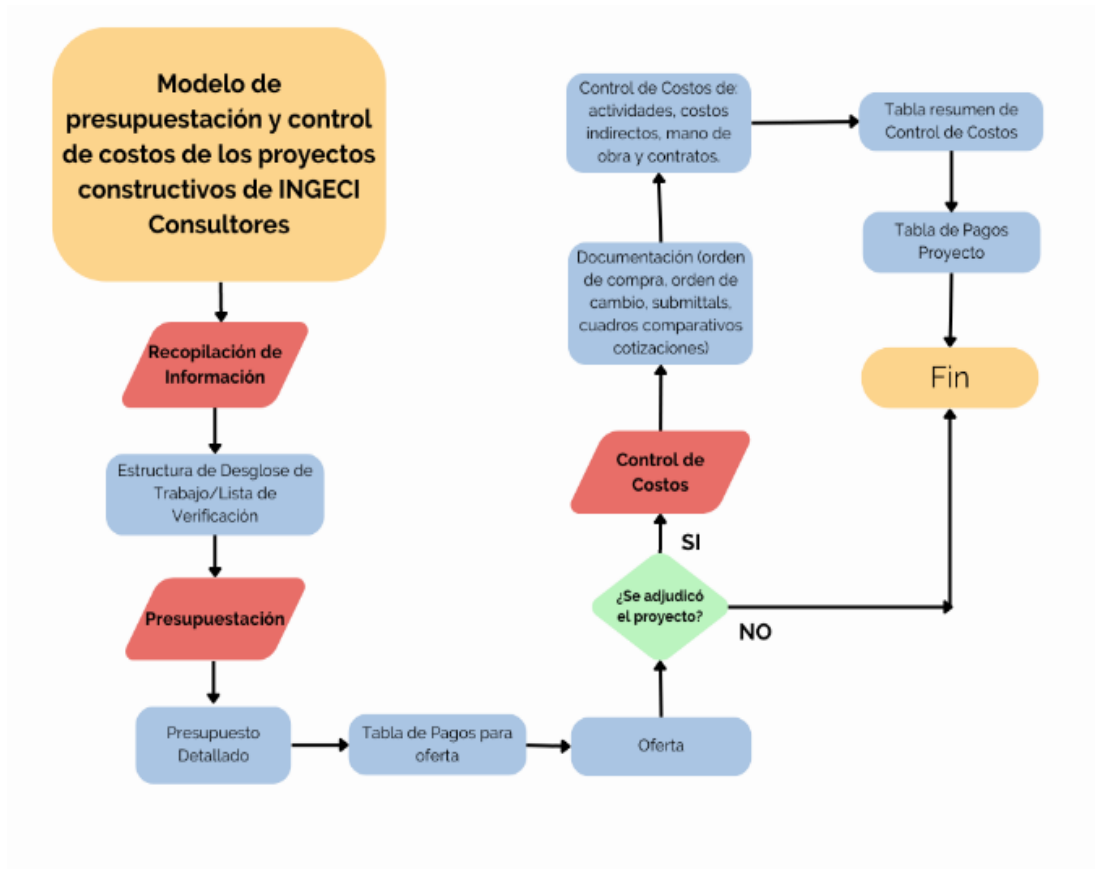 Modelo de
presupuestación y control
de costos de los proyectos
constructivos de INGECI
Consultores
Recopilación de
Información
Estructura de Desglose de
Trabajo/Lista de
Verificación
Presupuestación
Presupuesto
Detallado
Tabla de Pagos para
oferta
Oferta
¿Se adjudicó
el proyecto?
SI
NO
Control de
Costos
Documentación (orden
de compra, orden de
cambio, submittals,
cuadros comparativos
cotizaciones)
Control de Costos de:
actividades, costos
indirectos, mano de
obra y contratos.
Tabla resumen de
Control de Costos
Tabla de Pagos
Proyecto
Fin